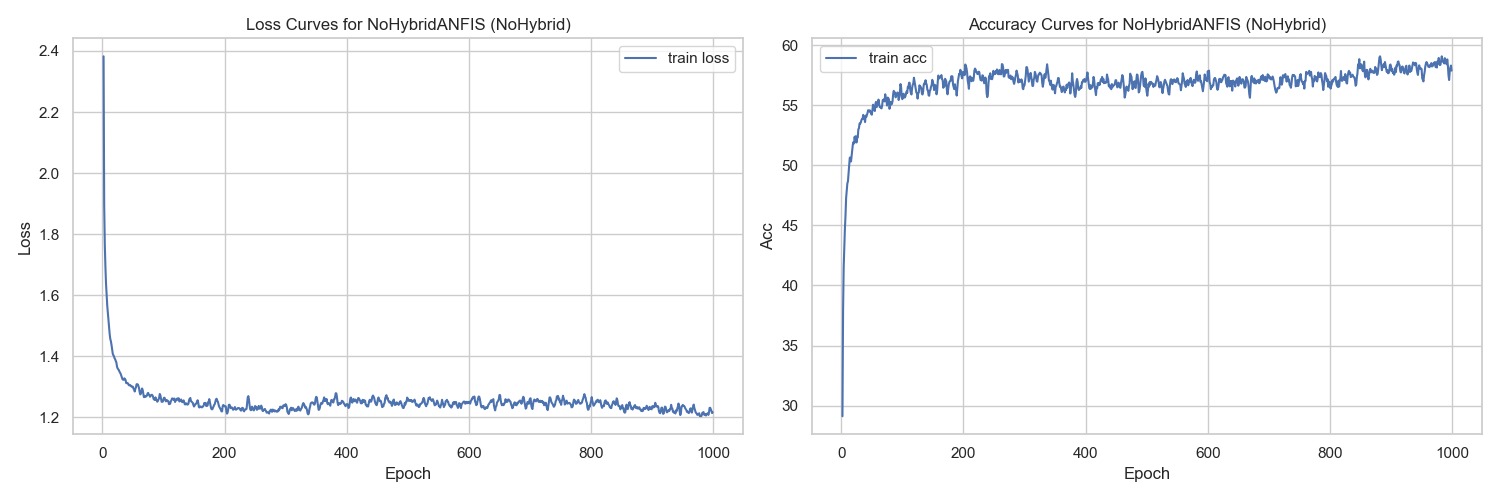 Loss Curves for NoHybridANFIS (NoHybrid)
2.4
2.2
2.0
1.8
1.6
1.4
1.2
Loss
train loss
0 200 400 600 800 1000
Epoch
Accuracy Curves for NoHybridANFIS (NoHybrid)
60
55
50
45
40
35
30
Acc
train acc
0 200 400 600 800 1000
Epoch